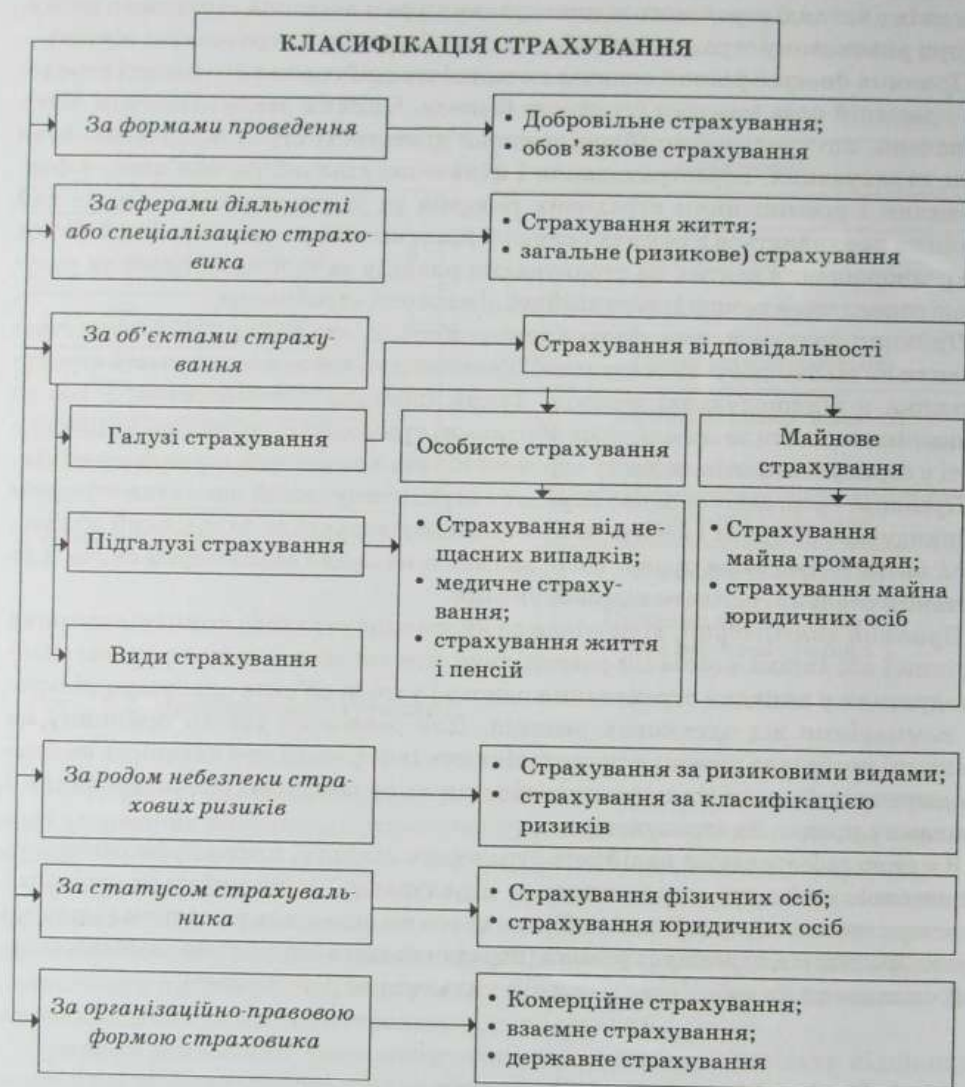 КЛАСИФІКАЦІЯ СТРАХУВАННЯ
За формами проведення
• Добровільне страхування;
• обов’язкове страхування
За сферами діяльності
або спеціалізацією страхо-
вика
• Страхування життя;
• загальне (ризикове) страхування
За об’єктами страху-
вання
Страхування відповідальності
Галузі страхування
Особисте страхування
Майнове
страхування
Підгалузі страхування
• Страхування від не-
щасних випадків;
• медичне страху-
вання;
• страхування життя
і пенсій
• Страхування
майна громадян;
• страхування майна
юридичних осіб
Види страхування
За родом небезпеки стра-
хових ризиків
• Страхування за ризиковими видами;
• страхування за класифікацією
ризиків
За статусом страхуваль-
ника
• Страхування фізичних осіб;
• страхування юридичних осіб
За організаційно-правовою
формою страховика
• Комерційне страхування;
• взаємне страхування;
• державне страхування